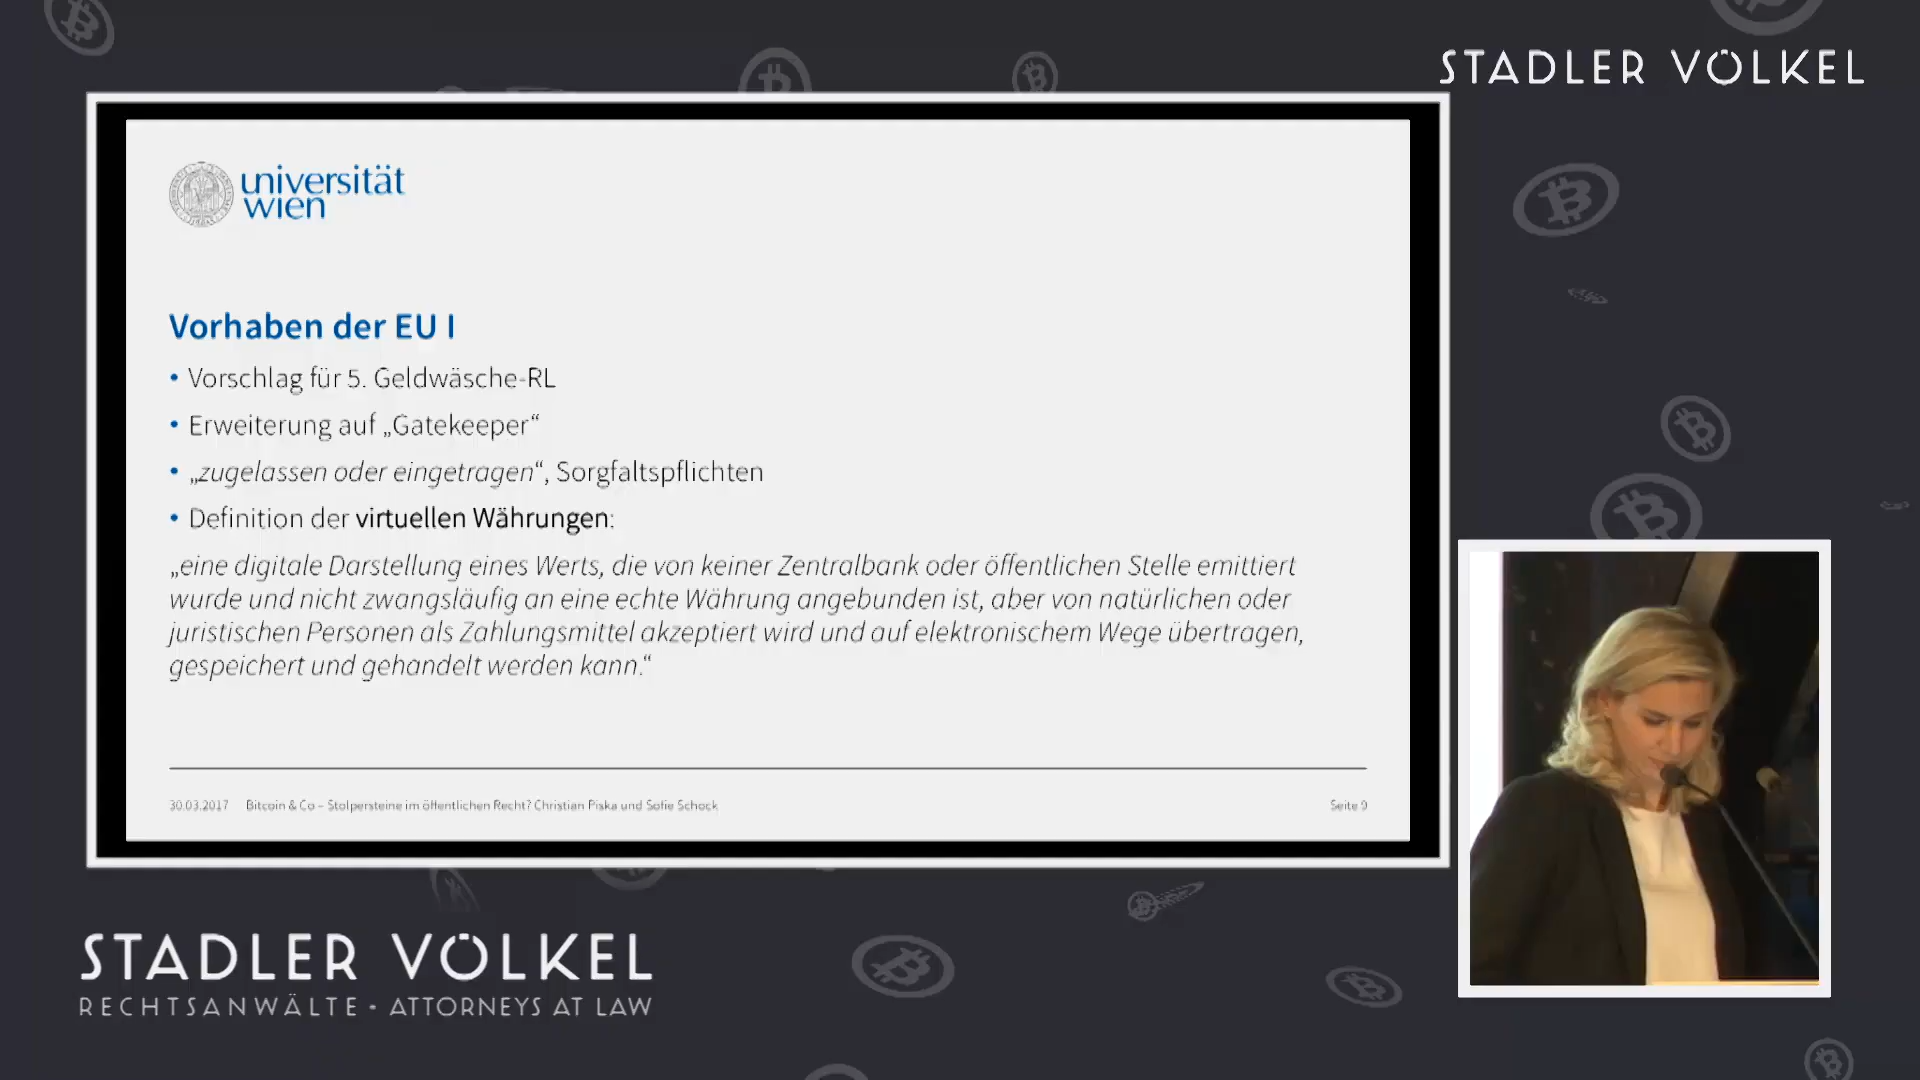 STADLER VÖLKEL
universität
wien
Vorhaben der EU I
• Vorschlag für 5. Geldwäsche-RL
• Erweiterung auf „Gatekeeper“
• „zugelassen oder eingetragen“, Sorgfaltspflichten
• Definition der virtuellen Währungen:
„eine digitale Darstellung eines Werts, die von keiner Zentralbank oder öffentlichen Stelle emittiert
wurde und nicht zwangsläufig an eine echte Währung angebunden ist, aber von natürlichen oder
juristischen Personen als Zahlungsmittel akzeptiert wird und auf elektronischem Wege übertragen,
gespeichert und gehandelt werden kann.“
30.03.2017 Bitcoin & Co – Stolpersteine im öffentlichen Recht? Christian Piska und Sofie Schock Seite 9
STADLER VÖLKEL
RECHTSANWÄLTE • ATTORNEYS AT LAW